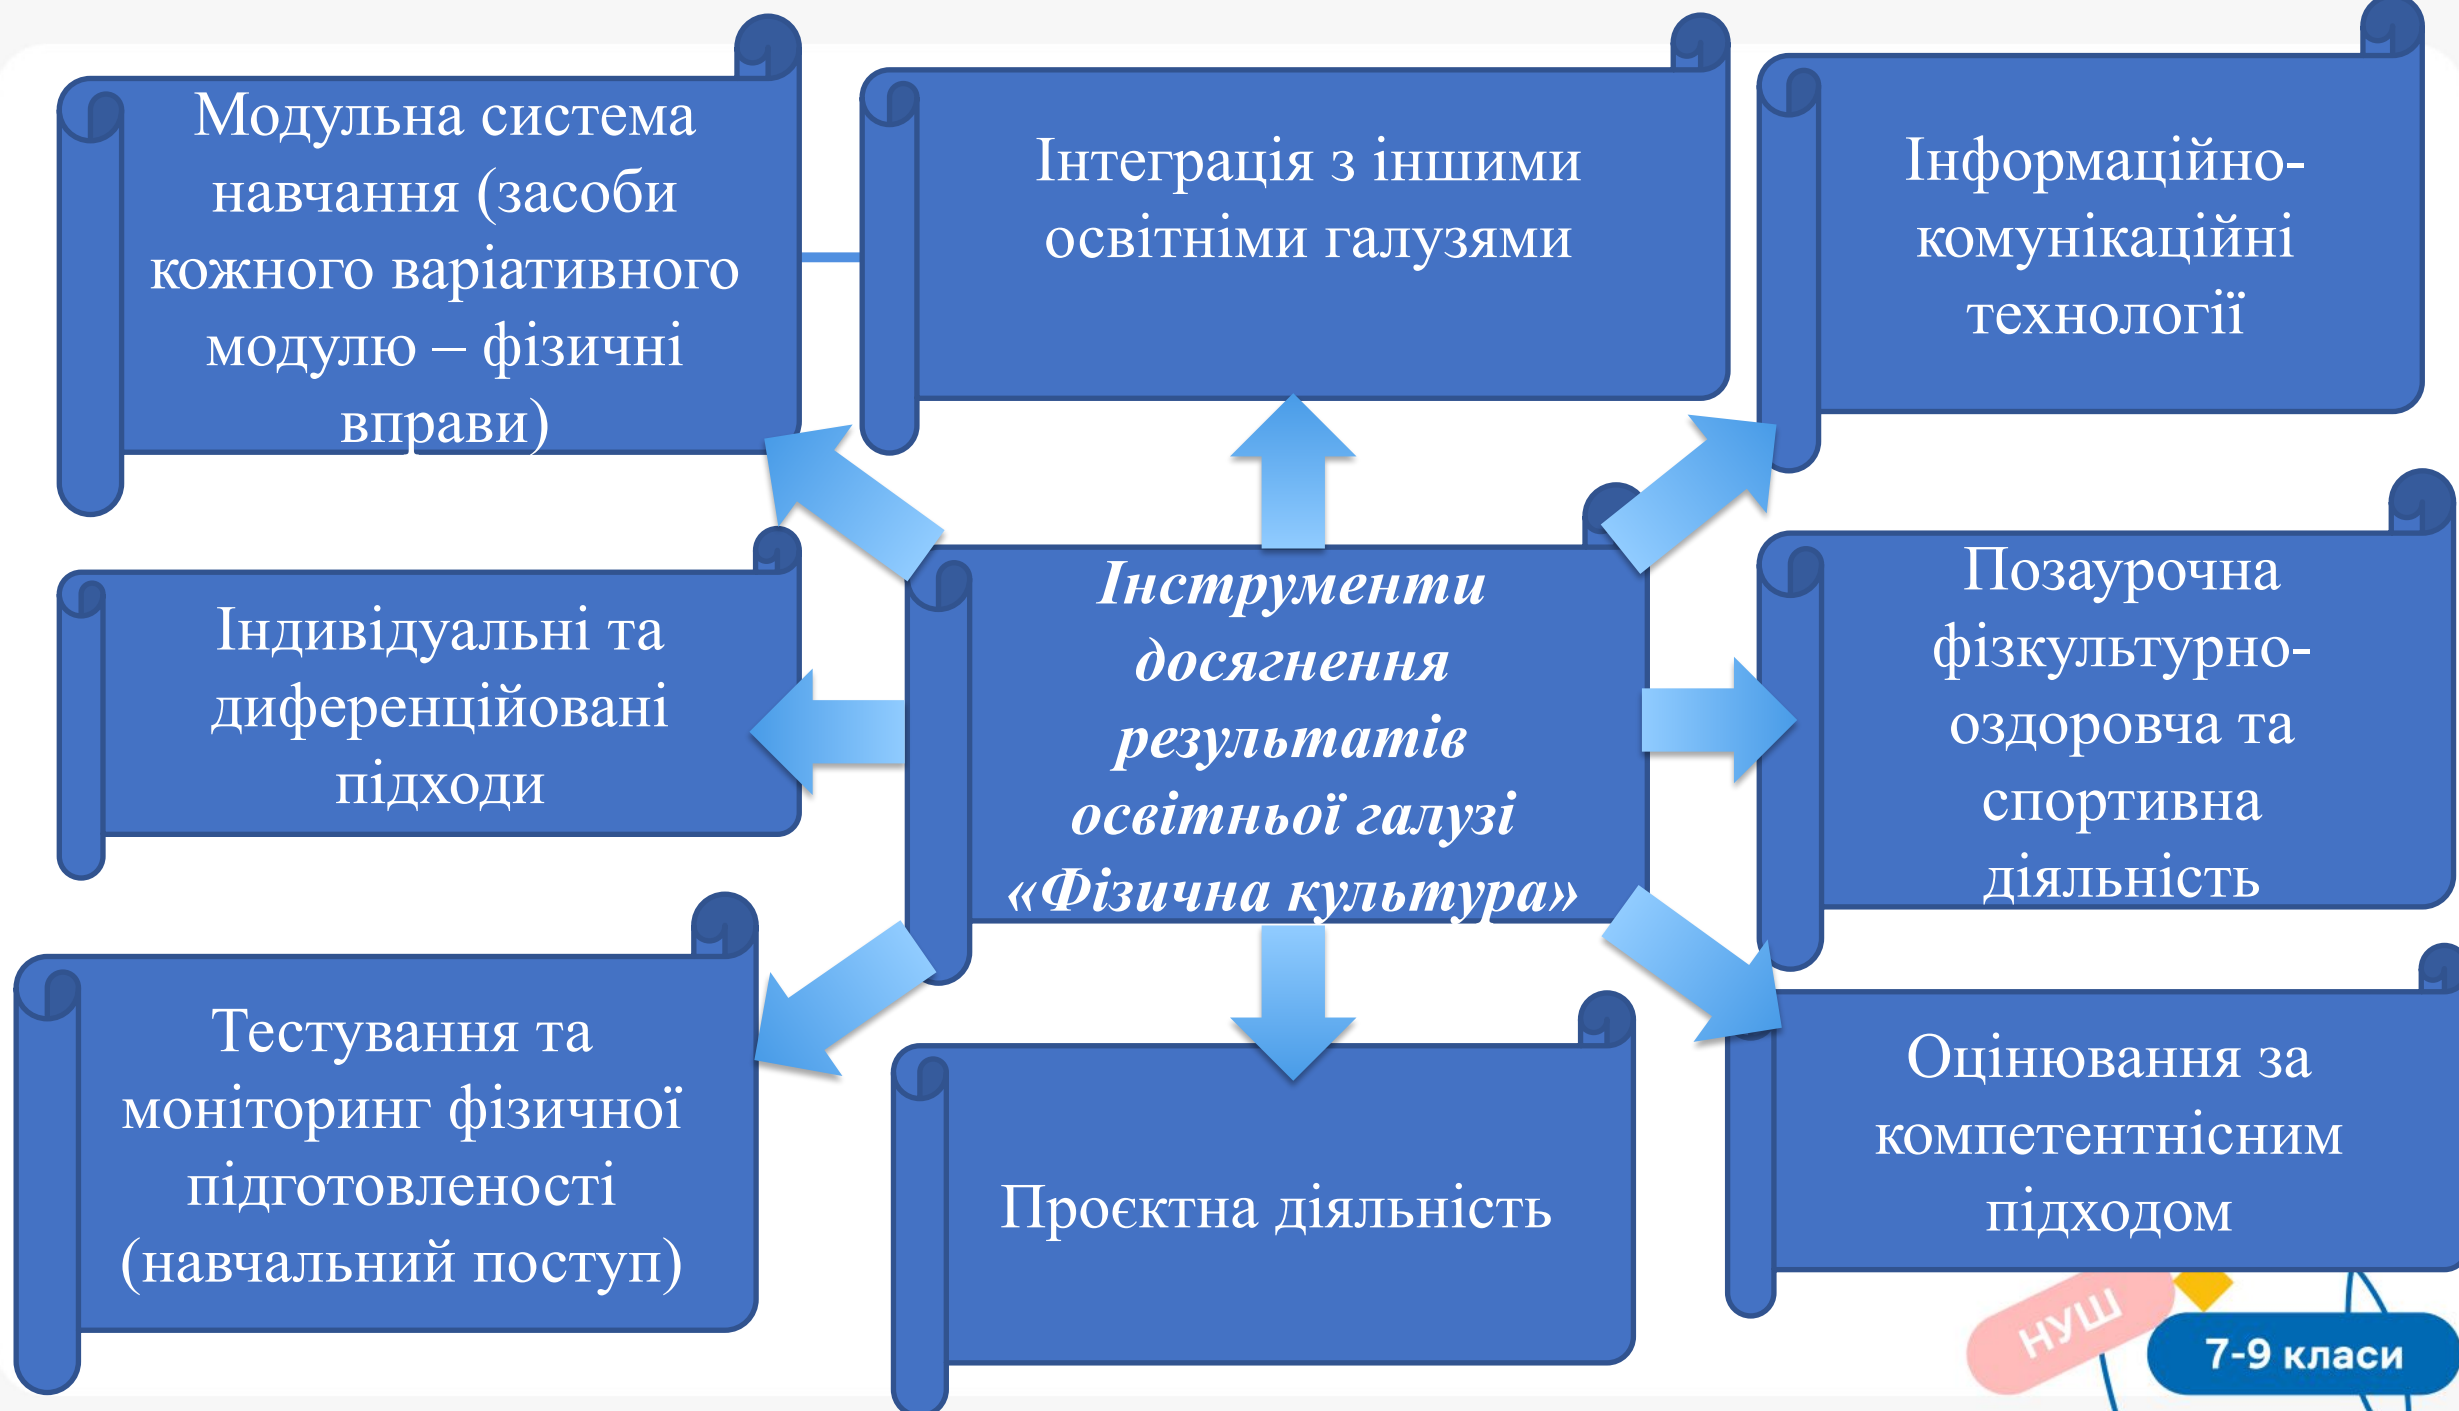 Модульна система
навчання (засоби
кожного варіативного
модулю – фізичні
вправи)
Інтеграція з іншими
освітніми галузями
Інформаційно-
комунікаційні
технології
Індивідуальні та
диференційовані
підходи
Інструменти
досягнення
результатів
освітньої галузі
«Фізична культура»
Позаурочна
фізкультурно-
оздоровча та
спортивна
діяльність
Тестування та
моніторинг фізичної
підготовленості
(навчальний поступ)
Проєктна діяльність
Оцінювання за
компетентнісним
підходом
НУШ
7-9 класи